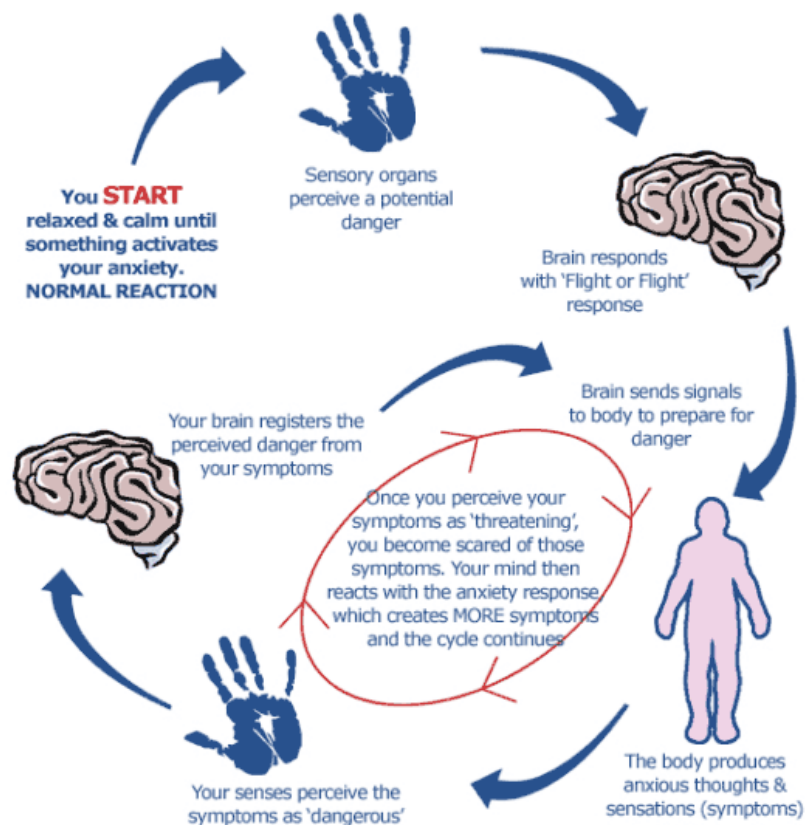 You START
relaxed & calm until
something activates
your anxiety.
NORMAL REACTION
Sensory organs
perceive a potential
danger
Brain responds
with ‘Flight or Flight’
response
Brain sends signals
to body to prepare for
danger
The body produces
anxious thoughts &
sensations (symptoms)
Your senses perceive the
symptoms as ‘dangerous’
Your brain registers the
perceived danger from
your symptoms
Once you perceive your
symptoms as ‘threatening’,
you become scared of those
symptoms. Your mind then
reacts with the anxiety response,
which creates MORE symptoms
and the cycle continues